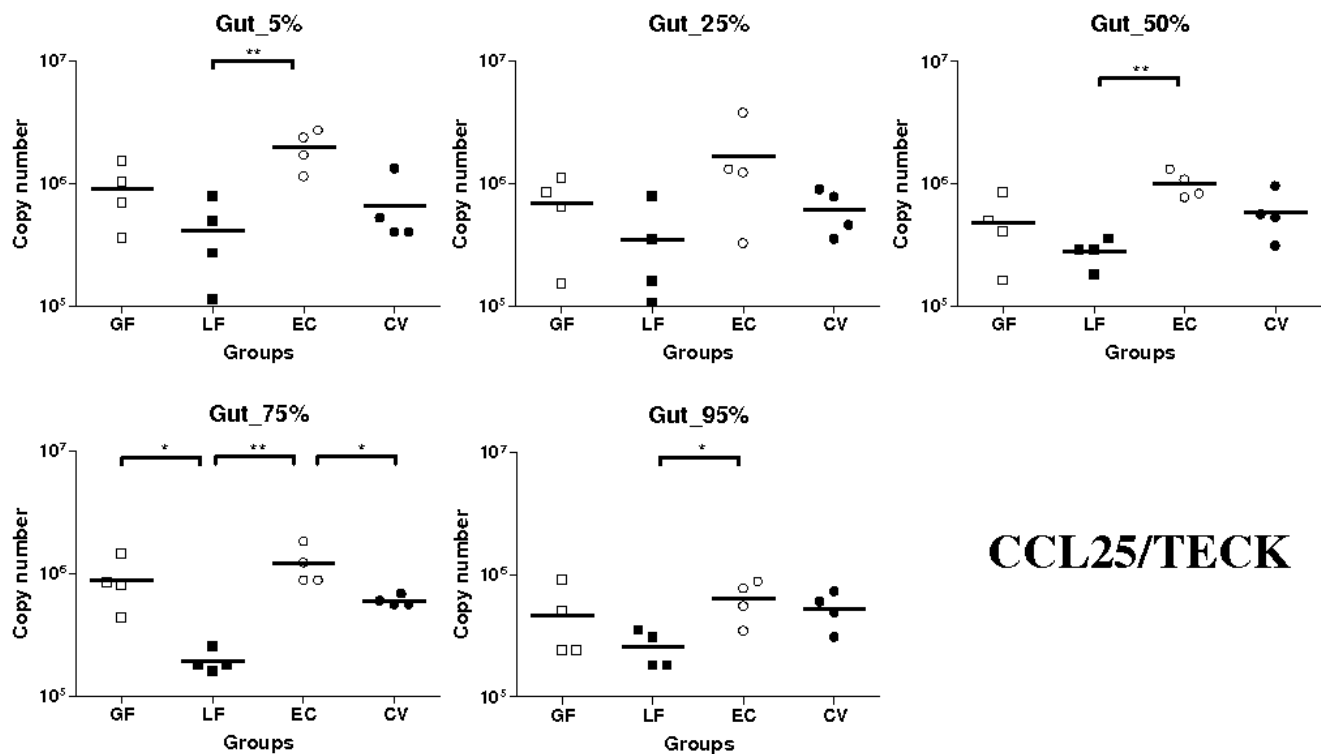 Gut_5%
**
10⁷
10⁶
10⁵
Copy number
GF LF EC CV
Groups
Gut_25%
10⁷
10⁶
10⁵
Copy number
GF LF EC CV
Groups
Gut_50%
**
10⁷
10⁶
10⁵
Copy number
GF LF EC CV
Groups
Gut_75%
* ** *
10⁷
10⁶
10⁵
Copy number
GF LF EC CV
Groups
Gut_95%
*
10⁷
10⁶
10⁵
Copy number
GF LF EC CV
Groups
CCL25/TECK